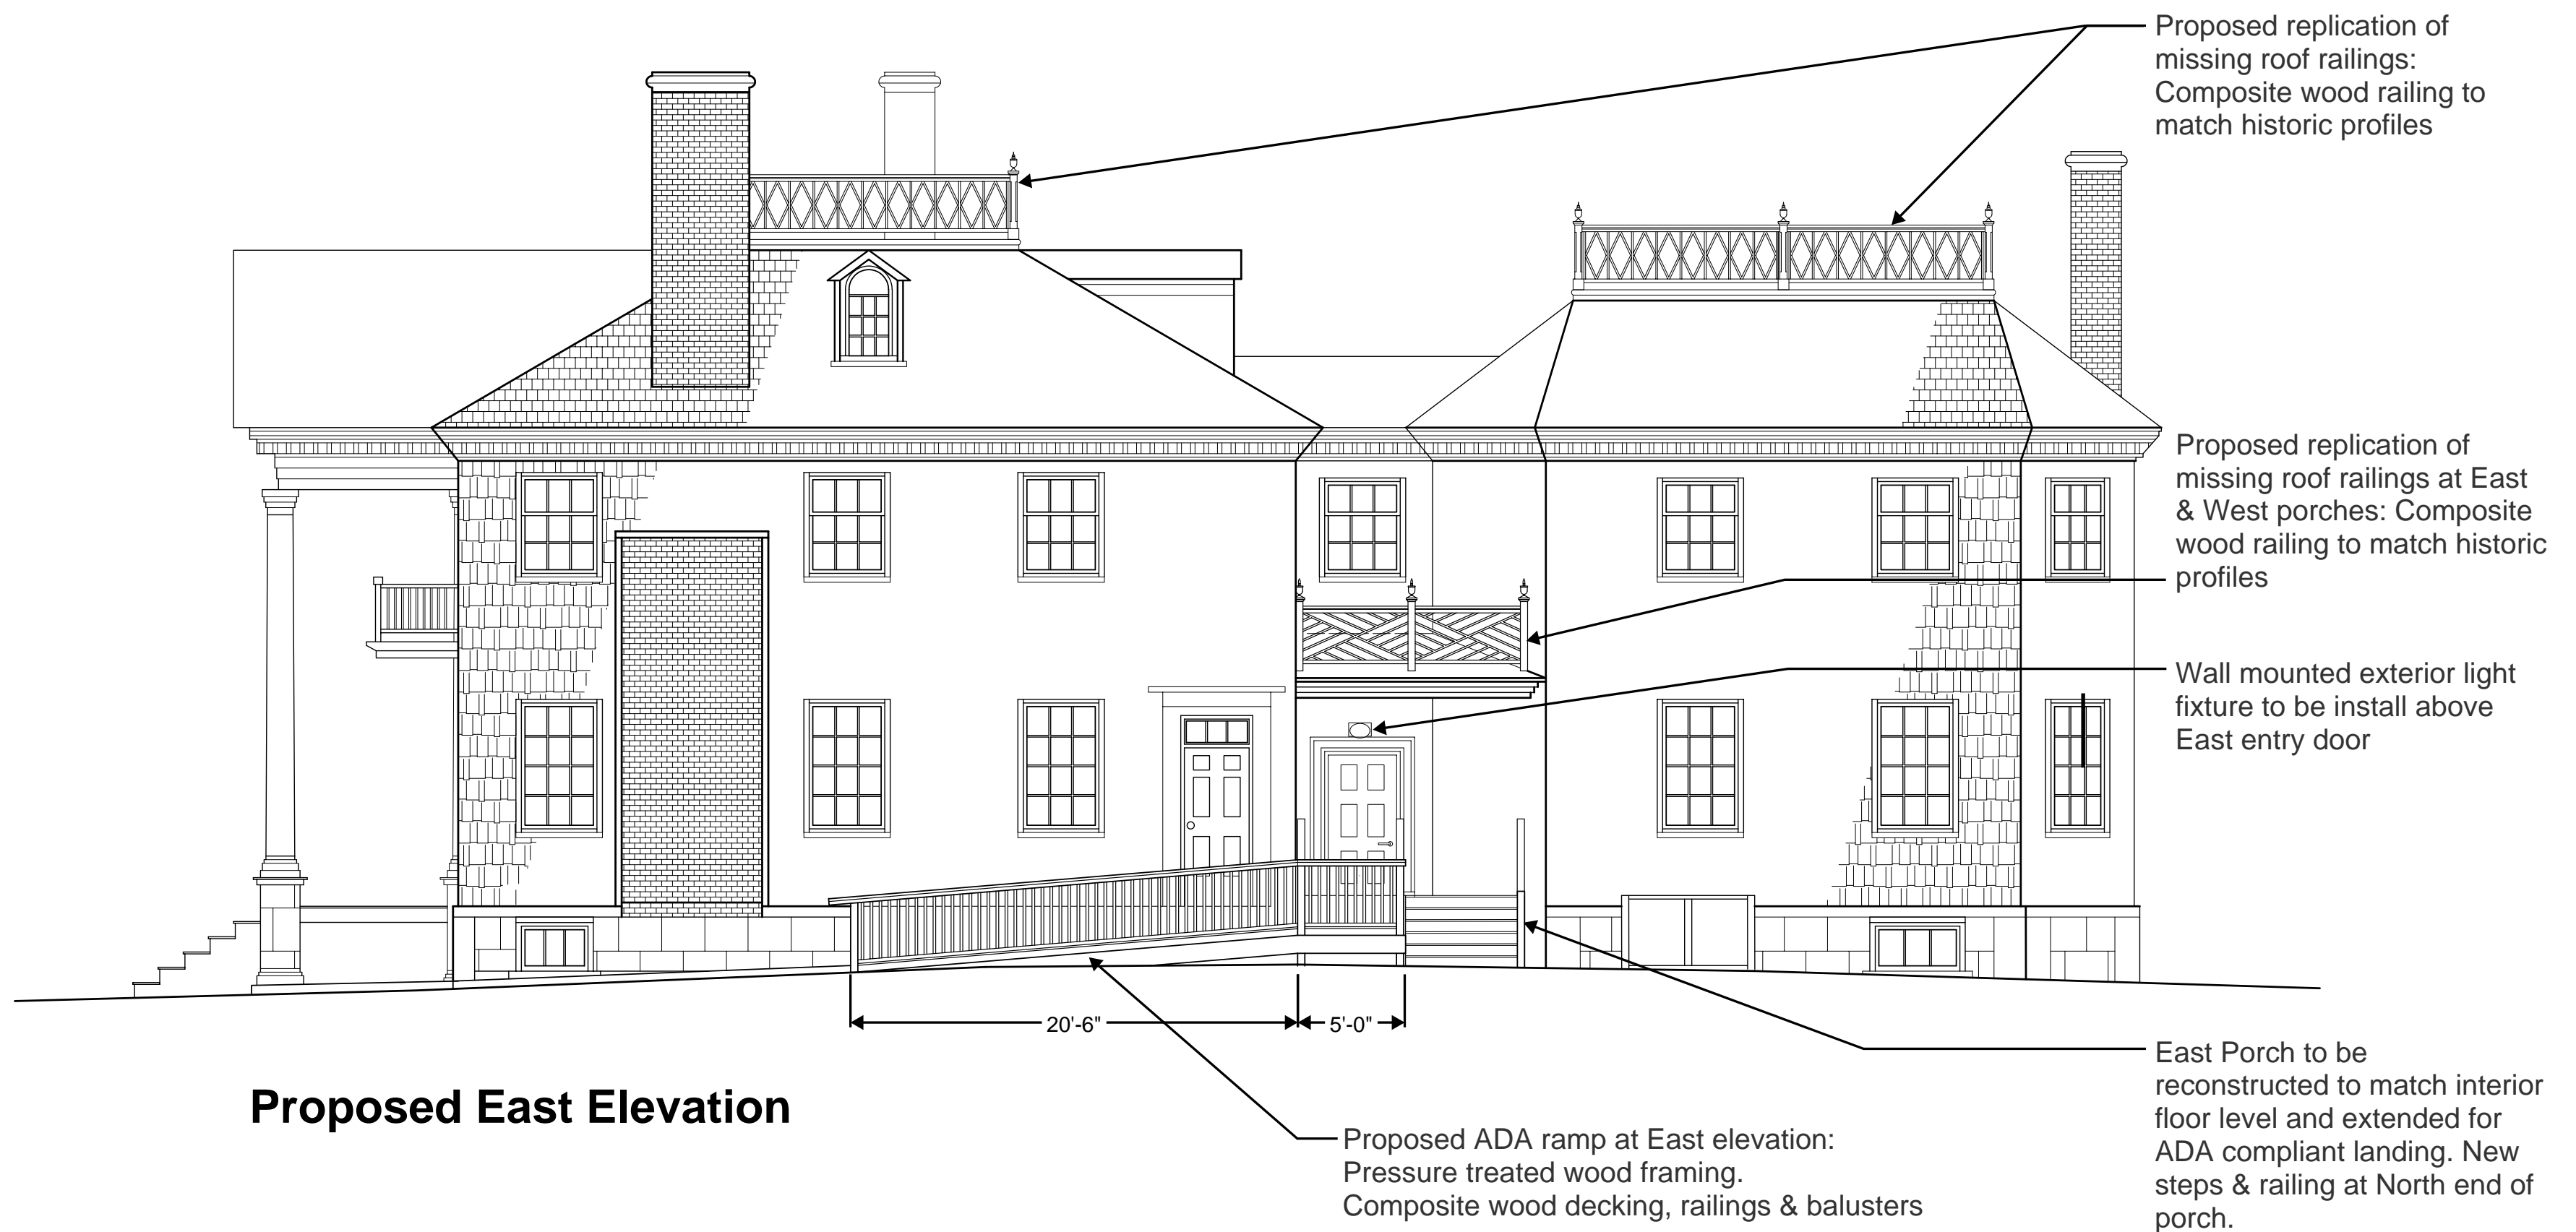 Proposed replication of
missing roof railings:
Composite wood railing to
match historic profiles
Proposed replication of
missing roof railings at East
& West porches: Composite
wood railing to match historic
profiles
Wall mounted exterior light
fixture to be install above
East entry door
20'-6"
5'-0"
East Porch to be
reconstructed to match interior
floor level and extended for
ADA compliant landing. New
steps & railing at North end of
porch.
Proposed East Elevation
Proposed ADA ramp at East elevation:
Pressure treated wood framing.
Composite wood decking, railings & balusters